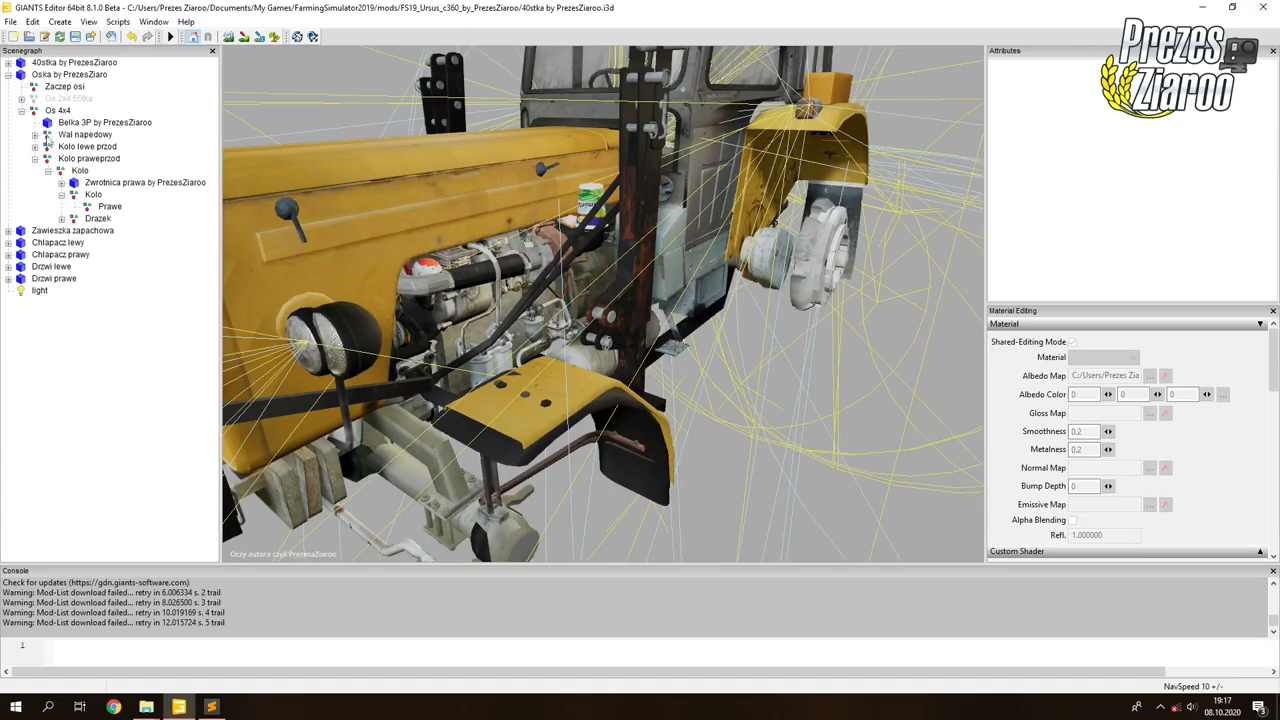 GIANTS Editor 64bit 8.1.0 Beta - C:/Users/Prezes Ziaroo/Documents/My Games/FarmingSimulator2019/mods/FS19_Ursus_c360_by_PrezesZiaroo/40stka by PrezesZiaroo.i3d
File Edit Create View Scripts Window Help
Scenegraph
Attributes
Prezes
Ziaroo
40stka by PrezesZiaroo
Oska by PrezesZiaro
Zaczep osi
Os 2x4 55tka
Os 4x4
Belka 3P by PrezesZiaroo
Wal napedowy
Kolo lewe przod
Kolo praweprzod
Kolo
Zwrotnica prawa by PrezesZiaroo
Kolo
Prawe
Drazek
Zawieszka zapachowa
Chlapacz lewy
Chlapacz prawy
Drzwi lewe
Drzwi prawe
light
Oczy autora czyli PrezesaZiaroo
Material Editing
Material
Shared-Editing Mode
Material
Albedo Map C:/Users/Prezes Zia ...
Albedo Color 0 0 0 ...
Gloss Map ...
Smoothness 0.2
Metalness 0.2
Normal Map ...
Bump Depth 0
Emissive Map ...
Alpha Blending
Refl. 1.000000
Custom Shader
Console
Check for updates (https://gdn.giants-software.com)
Warning: Mod-List download failed... retry in 6.006334 s. 2 trail
Warning: Mod-List download failed... retry in 8.026500 s. 3 trail
Warning: Mod-List download failed... retry in 10.019169 s. 4 trail
Warning: Mod-List download failed... retry in 12.015724 s. 5 trail
1
NavSpeed 10 +/-
19:17
08.10.2020